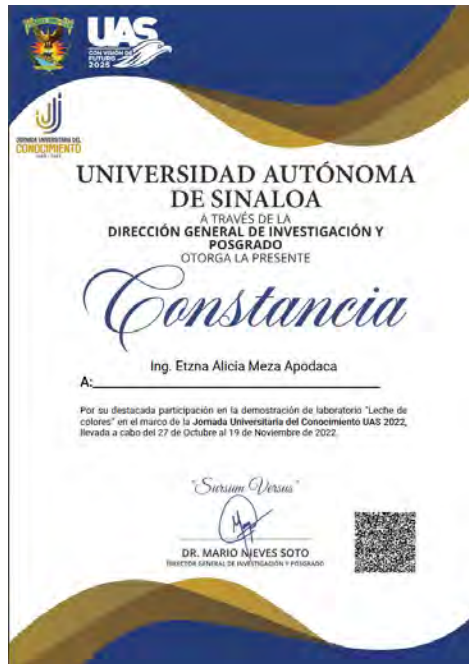 UAS
CON VISIÓN DE
FUTURO
2025
JORNADA UNIVERSITARIA DEL
CONOCIMIENTO
UNIVERSIDAD AUTÓNOMA
DE SINALOA
A TRAVÉS DE LA
DIRECCIÓN GENERAL DE INVESTIGACIÓN Y
POSGRADO
OTORGA LA PRESENTE
Constancia
Ing. Etzna Alicia Meza Apodaca
A:
Por su destacada participación en la demostración de laboratorio "Leche de
colores" en el marco de la Jornada Universitaria del Conocimiento UAS 2022,
llevada a cabo del 27 de Octubre al 19 de Noviembre de 2022.
"Sursum Versus"
DR. MARIO NIEVES SOTO
DIRECTOR GENERAL DE INVESTIGACIÓN Y POSGRADO